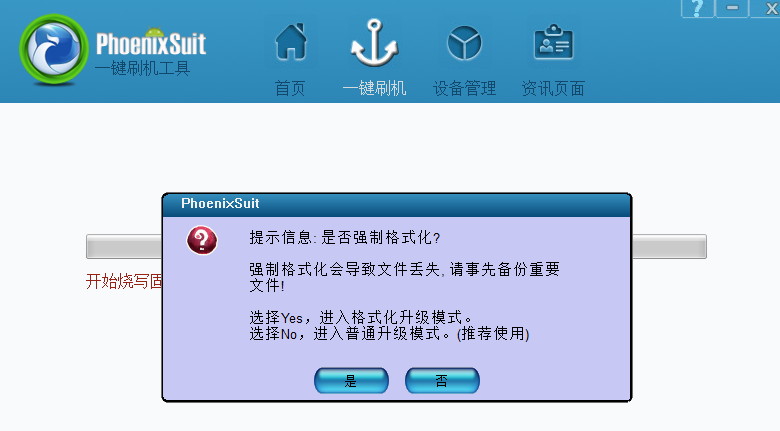 PhoenixSuit
一键刷机工具
首页
一键刷机
设备管理
资讯页面
?
PhoenixSuit
?
提示信息: 是否强制格式化?
强制格式化会导致文件丢失, 请事先备份重要
文件!
选择Yes，进入格式化升级模式。
选择No，进入普通升级模式。(推荐使用)
开始烧写固
是
否